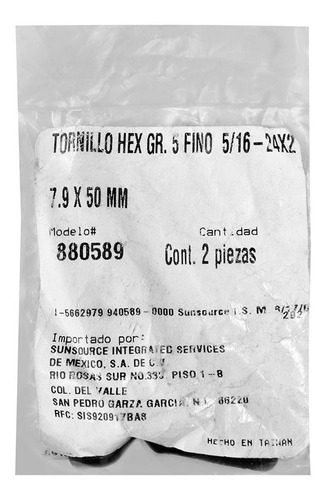 TORNILLO HEX GR. 5 FINO 5/16-24X2
7.9 X 50 MM
Modelo# Cantidad
880589 Cont. 2 piezas
1-5662979 940589-0000 Sunsource I.S. M
Importado por:
SUNSOURCE INTEGRATED SERVICES
DE MEXICO, S.A. DE C.V
RIO ROSAS SUR No.335, PISO 1-B
COL. DEL VALLE
SAN PEDRO GARZA GARCIA, N.L. 66220
RFC: SIS920917BA8
HECHO EN TAIWAN